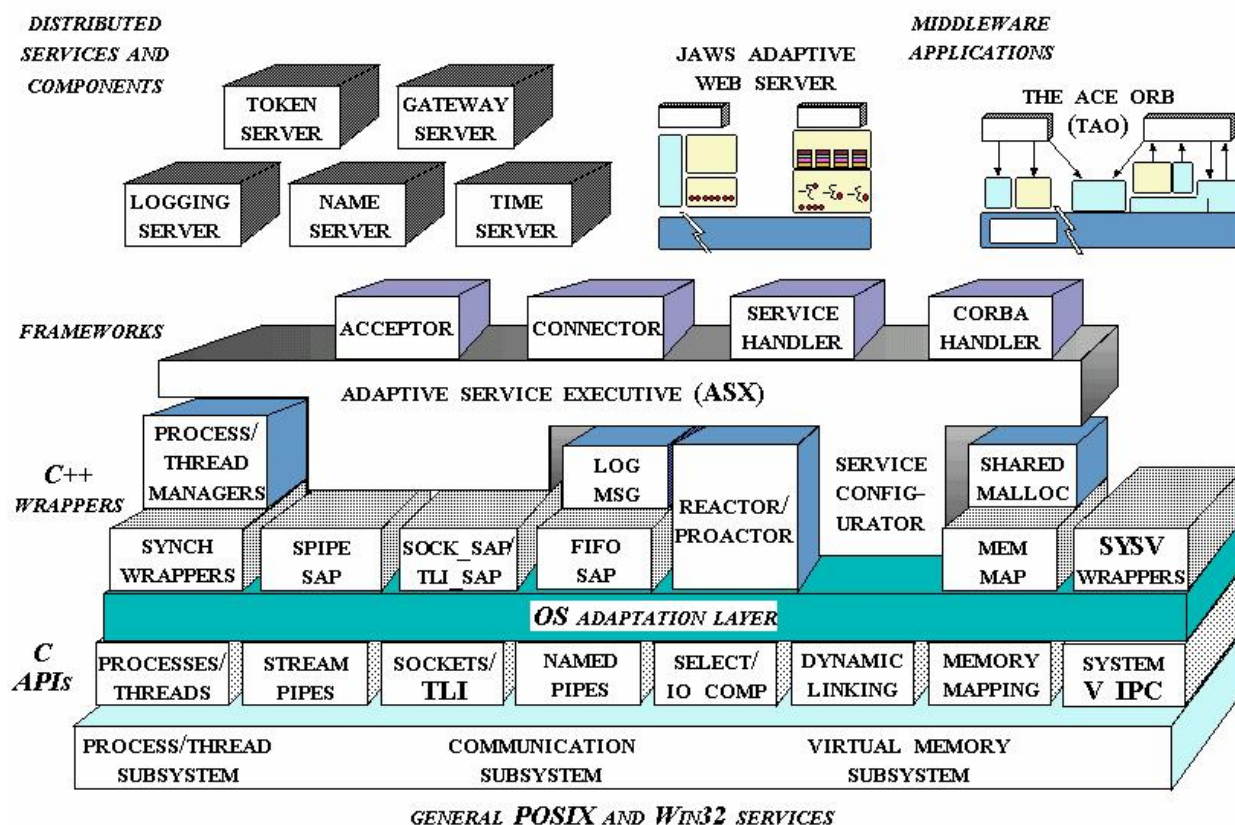 DISTRIBUTED
SERVICES AND
COMPONENTS
TOKEN
SERVER
GATEWAY
SERVER
LOGGING
SERVER
NAME
SERVER
TIME
SERVER
JAWS ADAPTIVE
WEB SERVER
MIDDLEWARE
APPLICATIONS
THE ACE ORB
(TAO)
FRAMEWORKS
ACCEPTOR
CONNECTOR
SERVICE
HANDLER
CORBA
HANDLER
ADAPTIVE SERVICE EXECUTIVE (ASX)
C++
WRAPPERS
PROCESS/
THREAD
MANAGERS
LOG
MSG
REACTOR/
PROACTOR
SERVICE
CONFIG-
URATOR
SHARED
MALLOC
SYNCH
WRAPPERS
SPIPE
SAP
SOCK_SAP/
TLI_SAP
FIFO
SAP
MEM
MAP
SYSV
WRAPPERS
OS ADAPTATION LAYER
C
APIS
PROCESSES/
THREADS
STREAM
PIPES
SOCKETS/
TLI
NAMED
PIPES
SELECT/
IO COMP
DYNAMIC
LINKING
MEMORY
MAPPING
SYSTEM
V IPC
PROCESS/THREAD
SUBSYSTEM
COMMUNICATION
SUBSYSTEM
VIRTUAL MEMORY
SUBSYSTEM
GENERAL POSIX AND WIN32 SERVICES